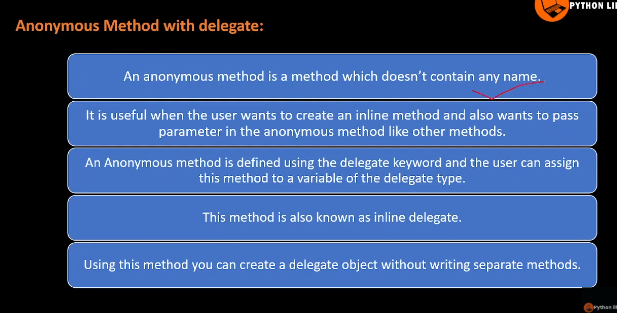 PYTHON LI
Anonymous Method with delegate:
An anonymous method is a method which doesn't contain any name.
It is useful when the user wants to create an inline method and also wants to pass
parameter in the anonymous method like other methods.
An Anonymous method is defined using the delegate keyword and the user can assign
this method to a variable of the delegate type.
This method is also known as inline delegate.
Using this method you can create a delegate object without writing separate methods.
Python li